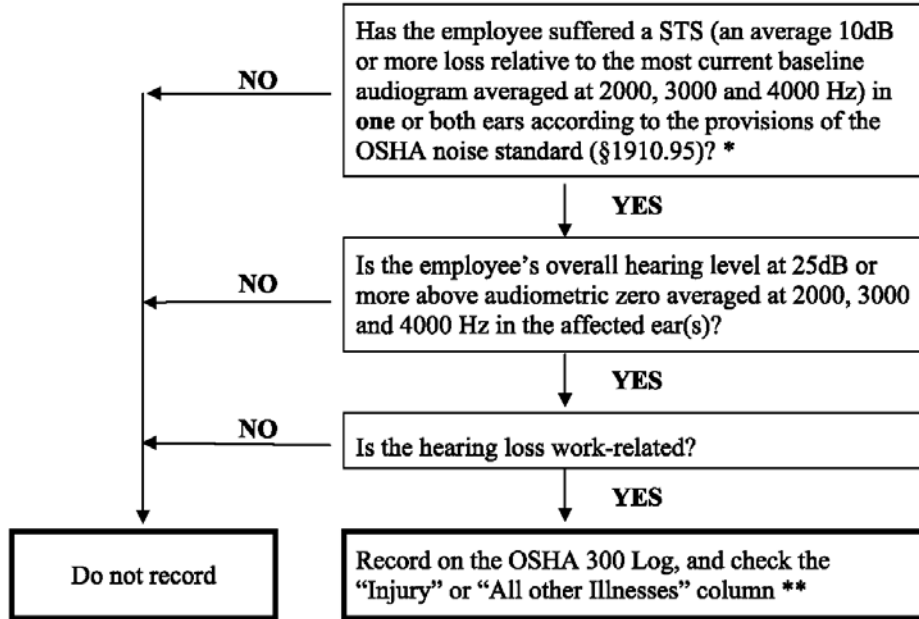 Has the employee suffered a STS (an average 10dB
or more loss relative to the most current baseline
audiogram averaged at 2000, 3000 and 4000 Hz) in
one or both ears according to the provisions of the
OSHA noise standard (§1910.95)? *
NO
YES
Is the employee’s overall hearing level at 25dB or
more above audiometric zero averaged at 2000, 3000
and 4000 Hz in the affected ear(s)?
NO
YES
Is the hearing loss work-related?
NO
YES
Do not record
Record on the OSHA 300 Log, and check the
“Injury” or “All other Illnesses” column **